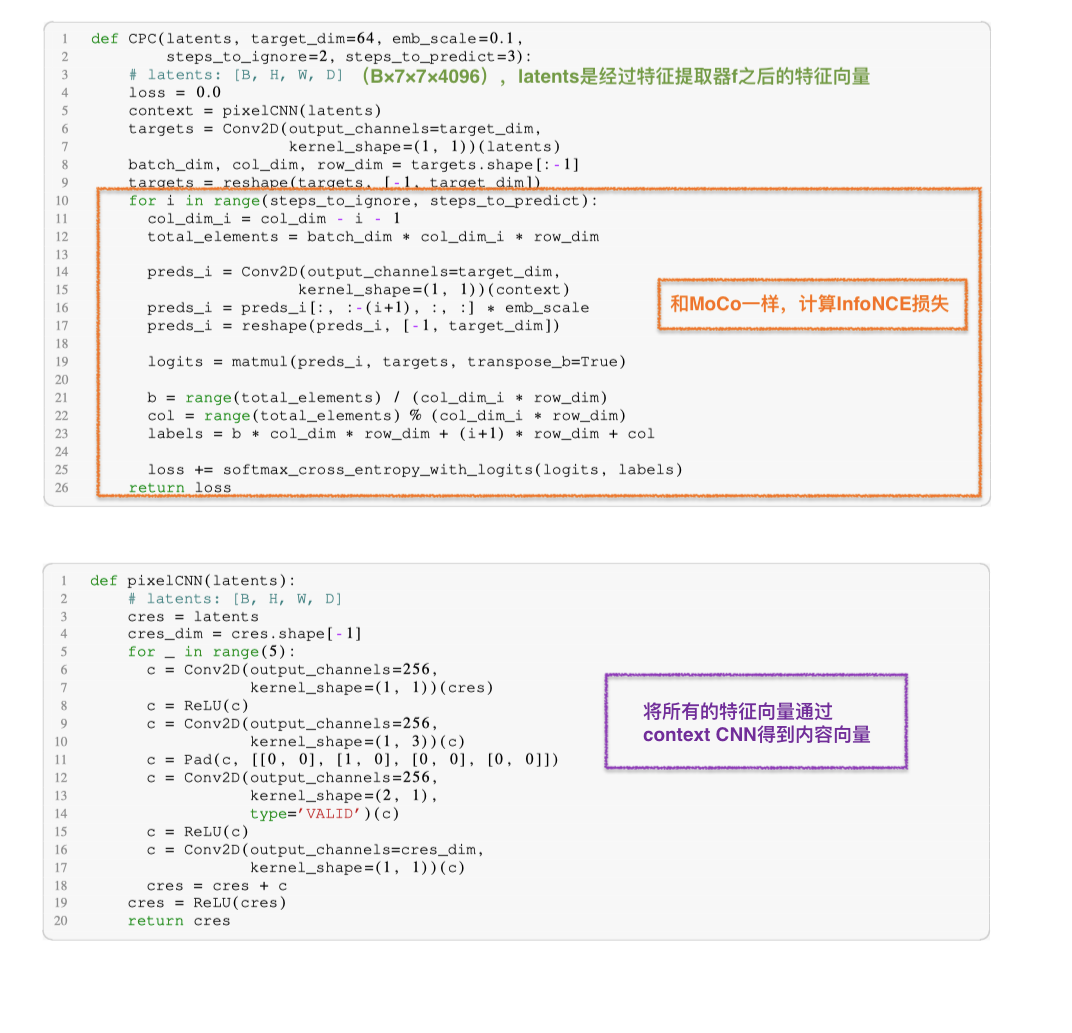 1 def CPC(latents, target_dim=64, emb_scale=0.1,
2 steps_to_ignore=2, steps_to_predict=3):
3 # latents: [B, H, W, D] （B×7×7×4096）, latents是经过特征提取器f之后的特征向量
4 loss = 0.0
5 context = pixelCNN(latents)
6 targets = Conv2D(output_channels=target_dim,
7 kernel_shape=(1, 1))(latents)
8 batch_dim, col_dim, row_dim = targets.shape[:-1]
9 targets = reshape(targets, [-1, target_dim])
10 for i in range(steps_to_ignore, steps_to_predict):
11 col_dim_i = col_dim - i - 1
12 total_elements = batch_dim * col_dim_i * row_dim
13
14 preds_i = Conv2D(output_channels=target_dim,
15 kernel_shape=(1, 1))(context)
16 preds_i = preds_i[:, :-(i+1), :, :] * emb_scale
17 preds_i = reshape(preds_i, [-1, target_dim])
和MoCo一样，计算InfoNCE损失
18
19 logits = matmul(preds_i, targets, transpose_b=True)
20
21 b = range(total_elements) / (col_dim_i * row_dim)
22 col = range(total_elements) % (col_dim_i * row_dim)
23 labels = b * col_dim * row_dim + (i+1) * row_dim + col
24
25 loss += softmax_cross_entropy_with_logits(logits, labels)
26 return loss
1 def pixelCNN(latents):
2 # latents: [B, H, W, D]
3 cres = latents
4 cres_dim = cres.shape[-1]
5 for _ in range(5):
6 c = Conv2D(output_channels=256,
7 kernel_shape=(1, 1))(cres)
8 c = ReLU(c)
9 c = Conv2D(output_channels=256,
10 kernel_shape=(1, 3))(c)
11 c = Pad(c, [[0, 0], [1, 0], [0, 0], [0, 0]])
12 c = Conv2D(output_channels=256,
13 kernel_shape=(2, 1),
14 type='VALID')(c)
15 c = ReLU(c)
16 c = Conv2D(output_channels=cres_dim,
17 kernel_shape=(1, 1))(c)
18 cres = cres + c
19 cres = ReLU(cres)
20 return cres
将所有的特征向量通过
context CNN得到内容向量